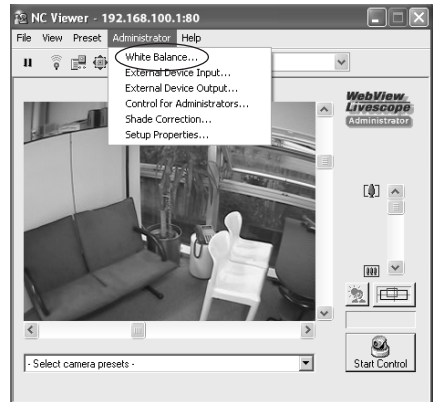 NC Viewer - 192.168.100.1:80
File View Preset Administrator Help
White Balance...
External Device Input...
External Device Output...
Control for Administrators...
Shade Correction...
Setup Properties...
WebView
Livescope
Administrator
- Select camera presets -
Start Control